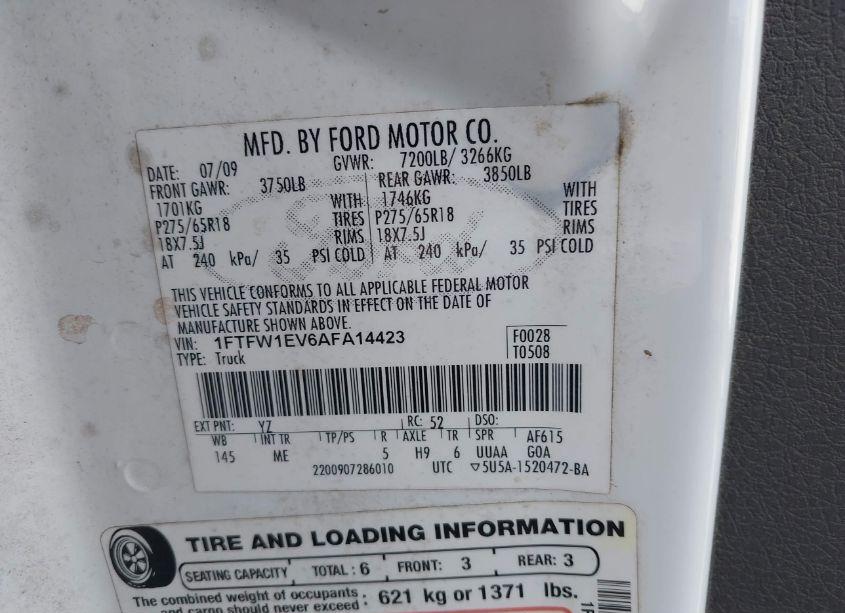 MFD. BY FORD MOTOR CO.
DATE: 07/09 GVWR: 7200LB/ 3266KG
FRONT GAWR: 3750LB REAR GAWR: 3850LB
1701KG WITH 1746KG WITH
P275/65R18 TIRES P275/65R18 TIRES
18X7.5J RIMS 18X7.5J RIMS
AT 240 kPa/ 35 PSI COLD AT 240 kPa/ 35 PSI COLD
THIS VEHICLE CONFORMS TO ALL APPLICABLE FEDERAL MOTOR
VEHICLE SAFETY STANDARDS IN EFFECT ON THE DATE OF
MANUFACTURE SHOWN ABOVE.
VIN: 1FTFW1EV6AFA14423 F0028
TYPE: Truck T0508
EXT PNT: YZ RC: 52 DSO:
WB INT TR TP/PS R AXLE TR SPR AF615
145 ME 5 H9 6 UUAA GOA
2200907286010 UTC ▽5U5A-1520472-BA
TIRE AND LOADING INFORMATION
SEATING CAPACITY TOTAL: 6 FRONT: 3 REAR: 3
The combined weight of occupants : 621 kg or 1371 lbs.
and cargo should never exceed